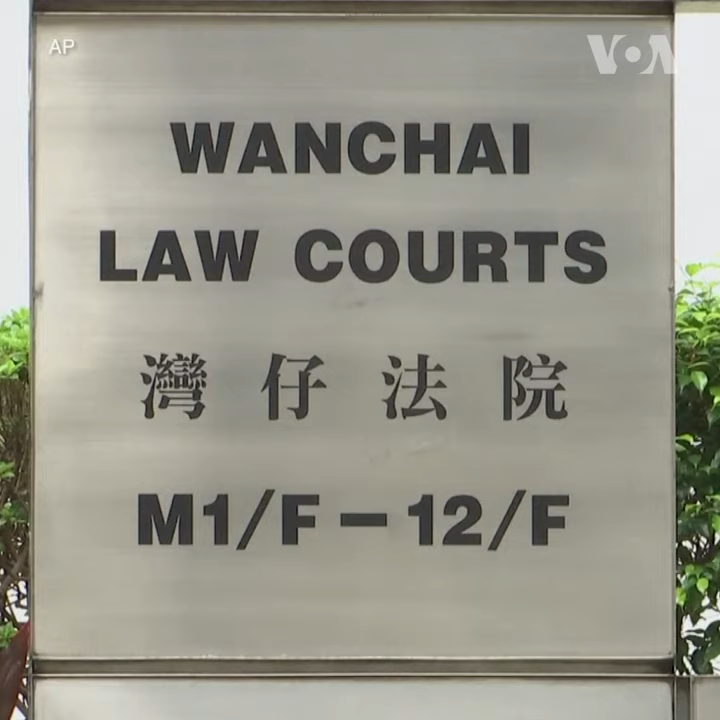 AP
VOA
WANCHAI
LAW COURTS
灣仔法院
M1/F - 12/F